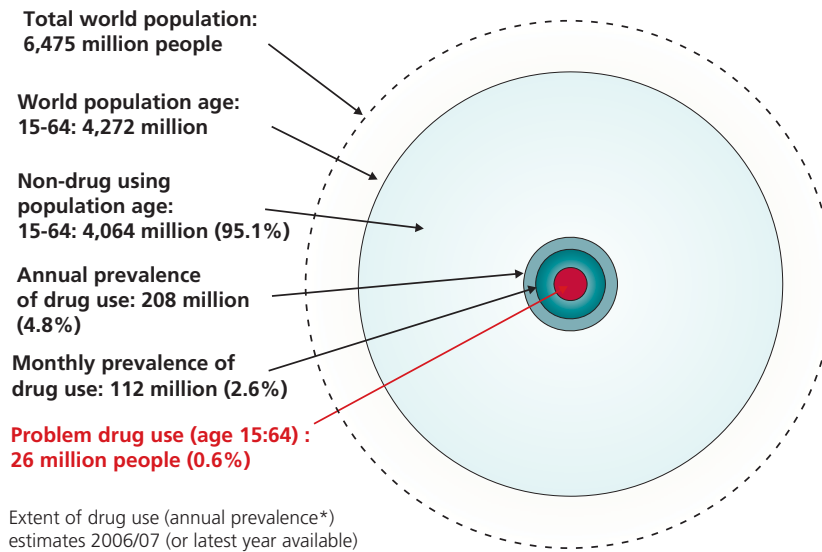 Total world population:
6,475 million people
World population age:
15-64: 4,272 million
Non-drug using
population age:
15-64: 4,064 million (95.1%)
Annual prevalence
of drug use: 208 million
(4.8%)
Monthly prevalence of
drug use: 112 million (2.6%)
Problem drug use (age 15:64) :
26 million people (0.6%)
Extent of drug use (annual prevalence*)
estimates 2006/07 (or latest year available)